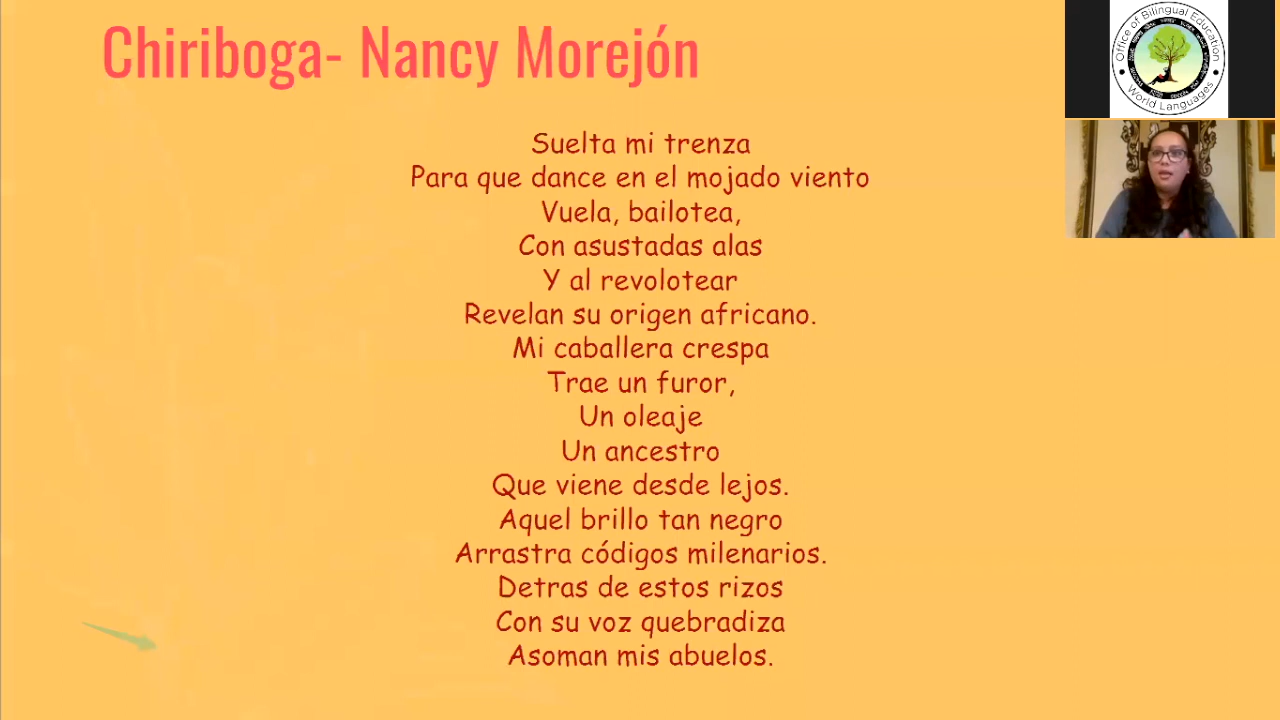 Chiriboga- Nancy Morejón
Suelta mi trenza
Para que dance en el mojado viento
Vuela, bailotea,
Con asustadas alas
Y al revolotear
Revelan su origen africano.
Mi caballera crespa
Trae un furor,
Un oleaje
Un ancestro
Que viene desde lejos.
Aquel brillo tan negro
Arrastra códigos milenarios.
Detras de estos rizos
Con su voz quebradiza
Asoman mis abuelos.
Office of Bilingual Education
World Languages